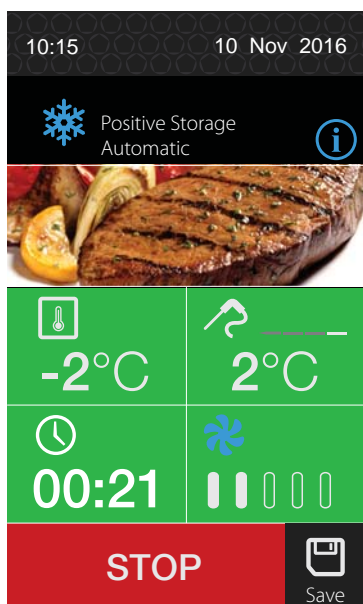 10:15 10 Nov 2016
Positive Storage
Automatic
i
-2°C 2°C
00:21
STOP
Save